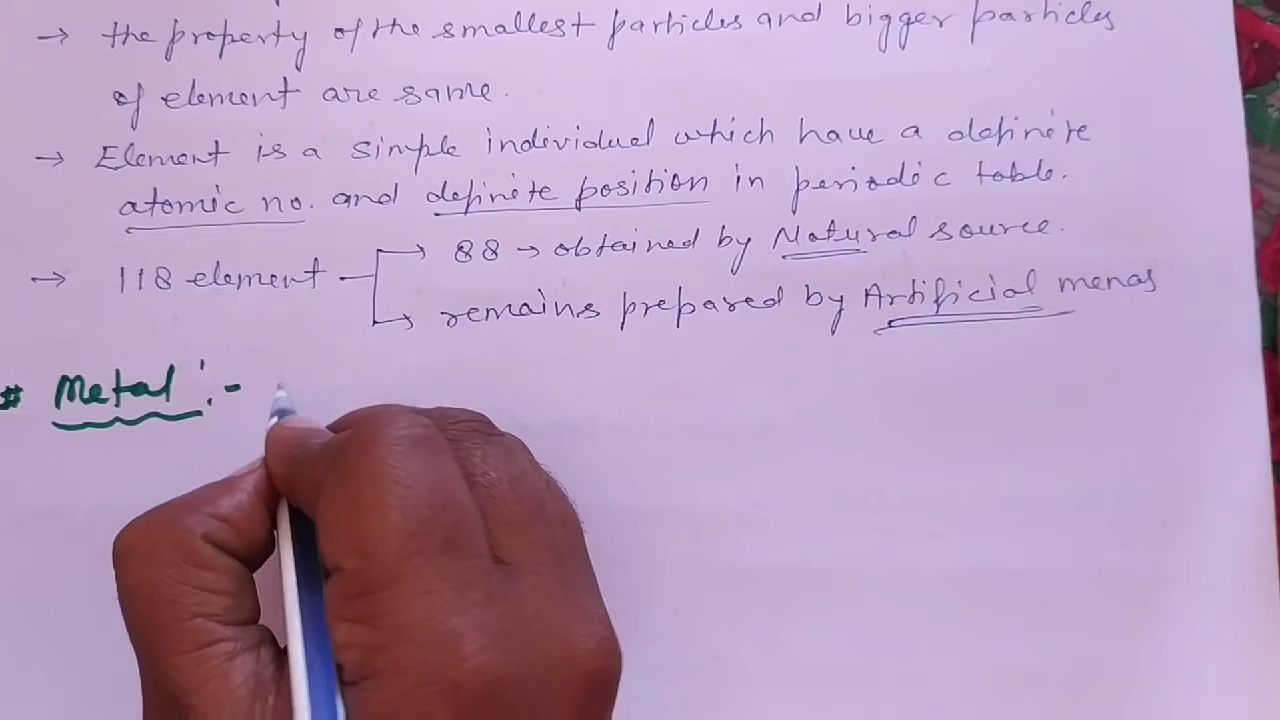 → the property of the smallest particles and bigger particles
of element are same.
→ Element is a simple individual which have a definite
atomic no. and definite position in periodic table.
→ 118 element → 88 → obtained by Natural source.
→ remains prepared by Artificial menas
# Metal :-